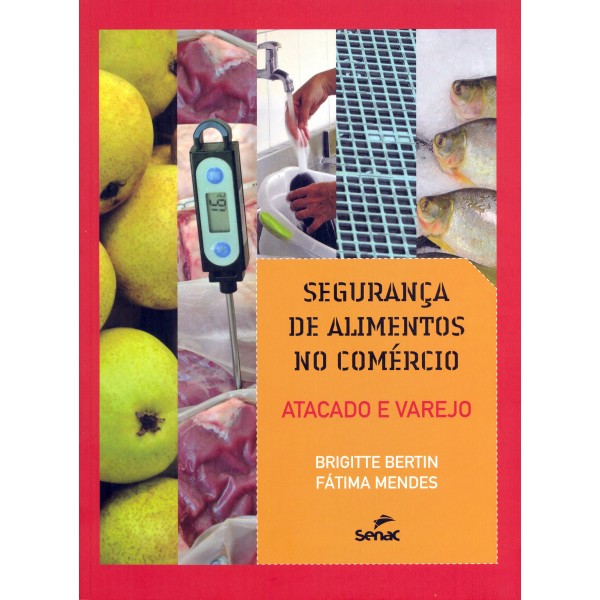 SEGURANÇA
DE ALIMENTOS
NO COMÉRCIO
ATACADO E VAREJO
BRIGITTE BERTIN
FÁTIMA MENDES
senac